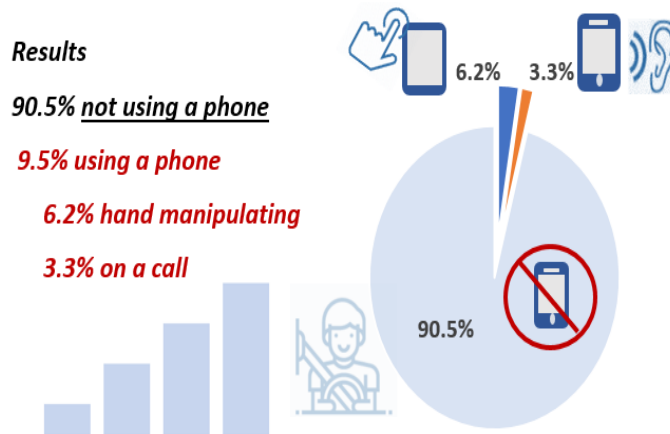 Results
90.5% not using a phone
9.5% using a phone
6.2% hand manipulating
3.3% on a call
6.2%
3.3%
90.5%